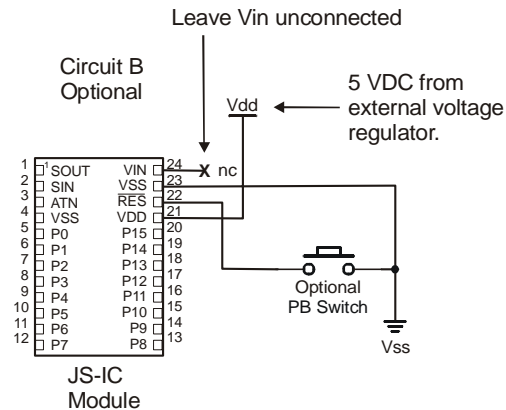 Leave Vin unconnected
Circuit B
Optional
Vdd
5 VDC from
external voltage
regulator.
X nc
1 1 SOUT VIN 24
2 SIN VSS 23
3 ATN RES 22
4 VSS VDD 21
5 P0 P15 20
6 P1 P14 19
7 P2 P13 18
8 P3 P12 17
9 P4 P11 16
10 P5 P10 15
11 P6 P9 14
12 P7 P8 13
Optional
PB Switch
Vss
JS-IC
Module